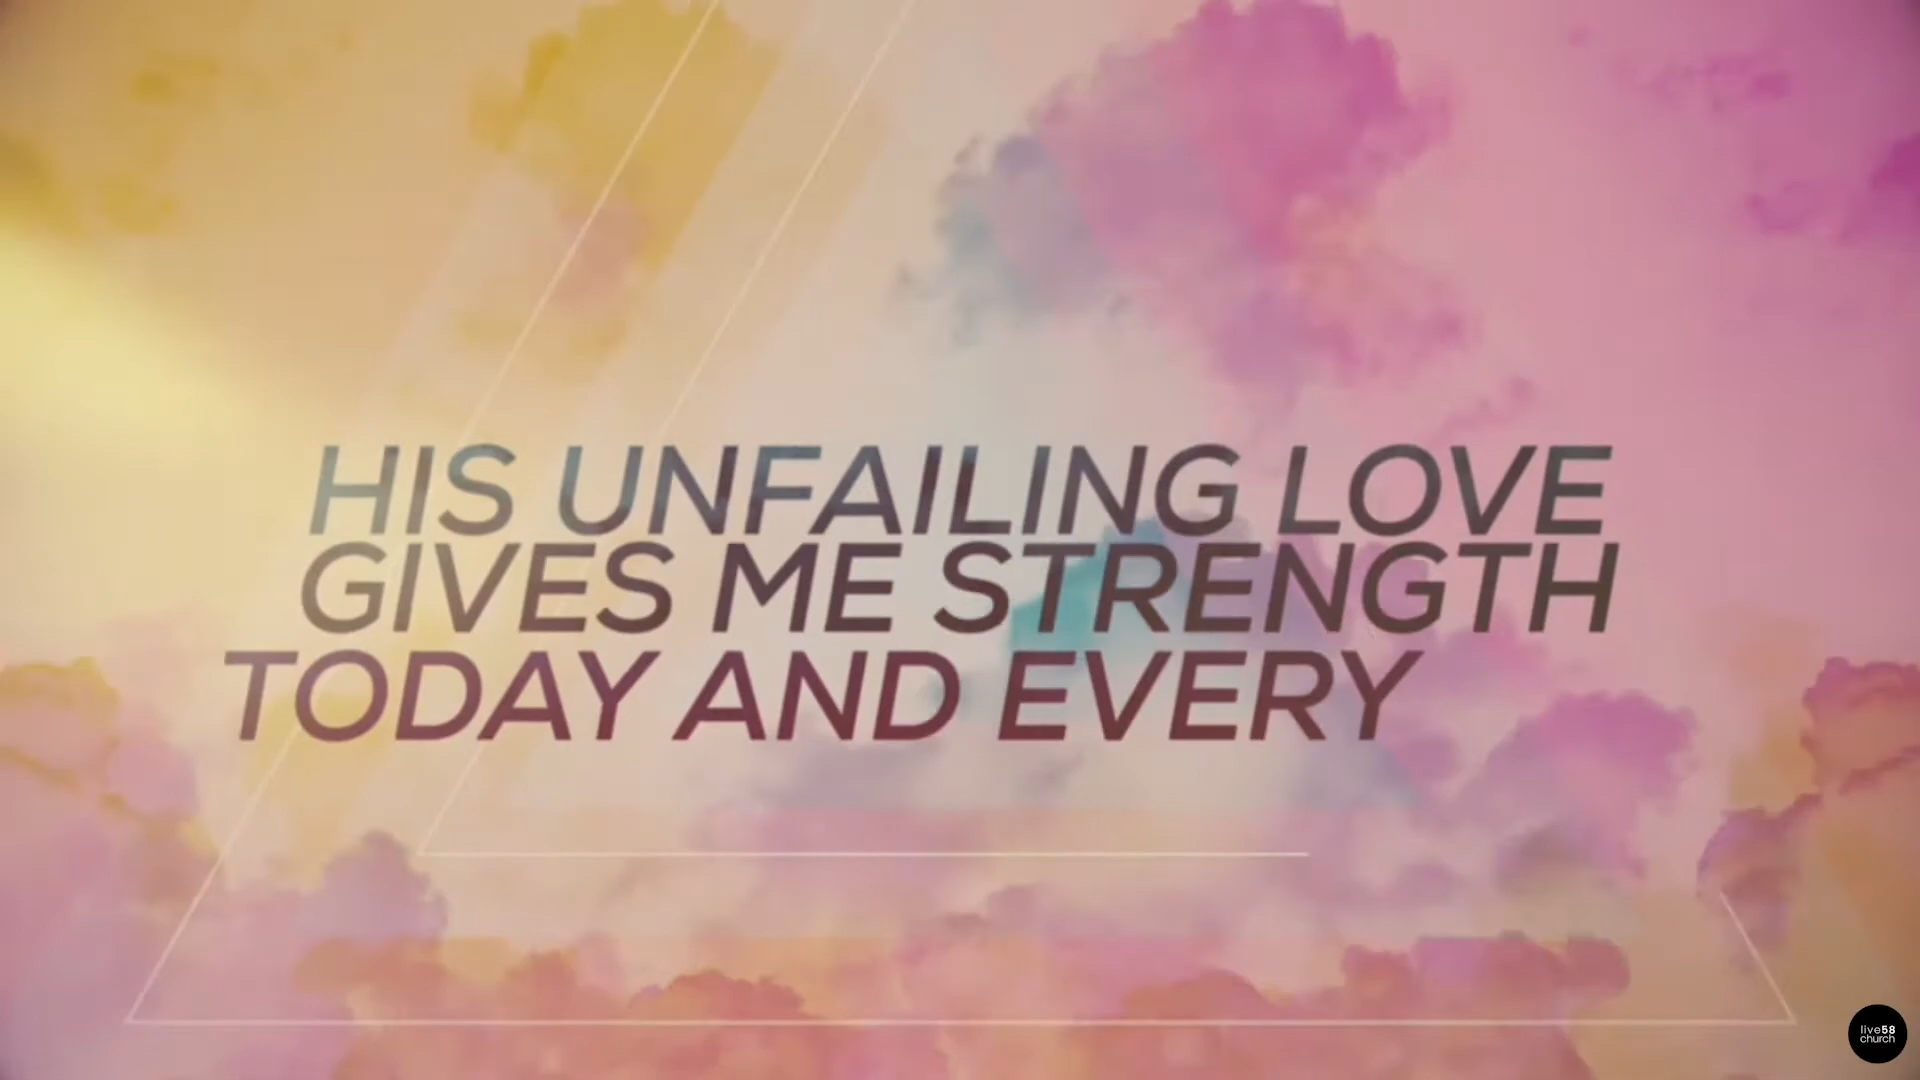 HIS UNFAILING LOVE
GIVES ME STRENGTH
TODAY AND EVERY
live58
church